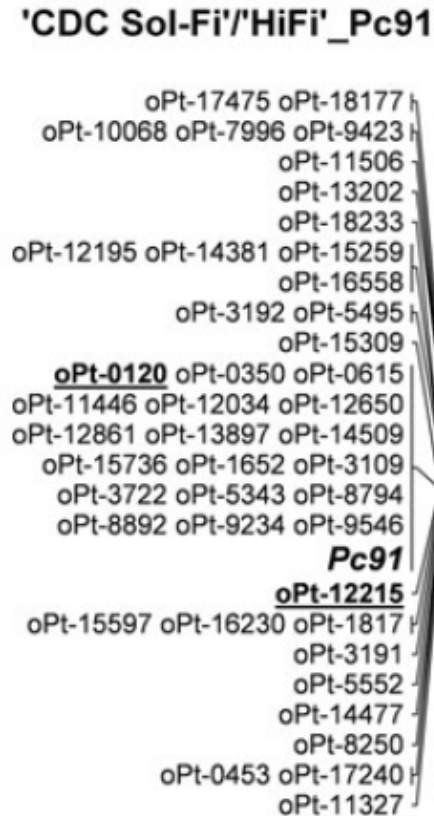 'CDC Sol-Fi'/'HiFi'_Pc91
oPt-17475 oPt-18177
oPt-10068 oPt-7996 oPt-9423
oPt-11506
oPt-13202
oPt-18233
oPt-12195 oPt-14381 oPt-15259
oPt-16558
oPt-3192 oPt-5495
oPt-15309
oPt-0120 oPt-0350 oPt-0615
oPt-11446 oPt-12034 oPt-12650
oPt-12861 oPt-13897 oPt-14509
oPt-15736 oPt-1652 oPt-3109
oPt-3722 oPt-5343 oPt-8794
oPt-8892 oPt-9234 oPt-9546
Pc91
oPt-12215
oPt-15597 oPt-16230 oPt-1817
oPt-3191
oPt-5552
oPt-14477
oPt-8250
oPt-0453 oPt-17240
oPt-11327